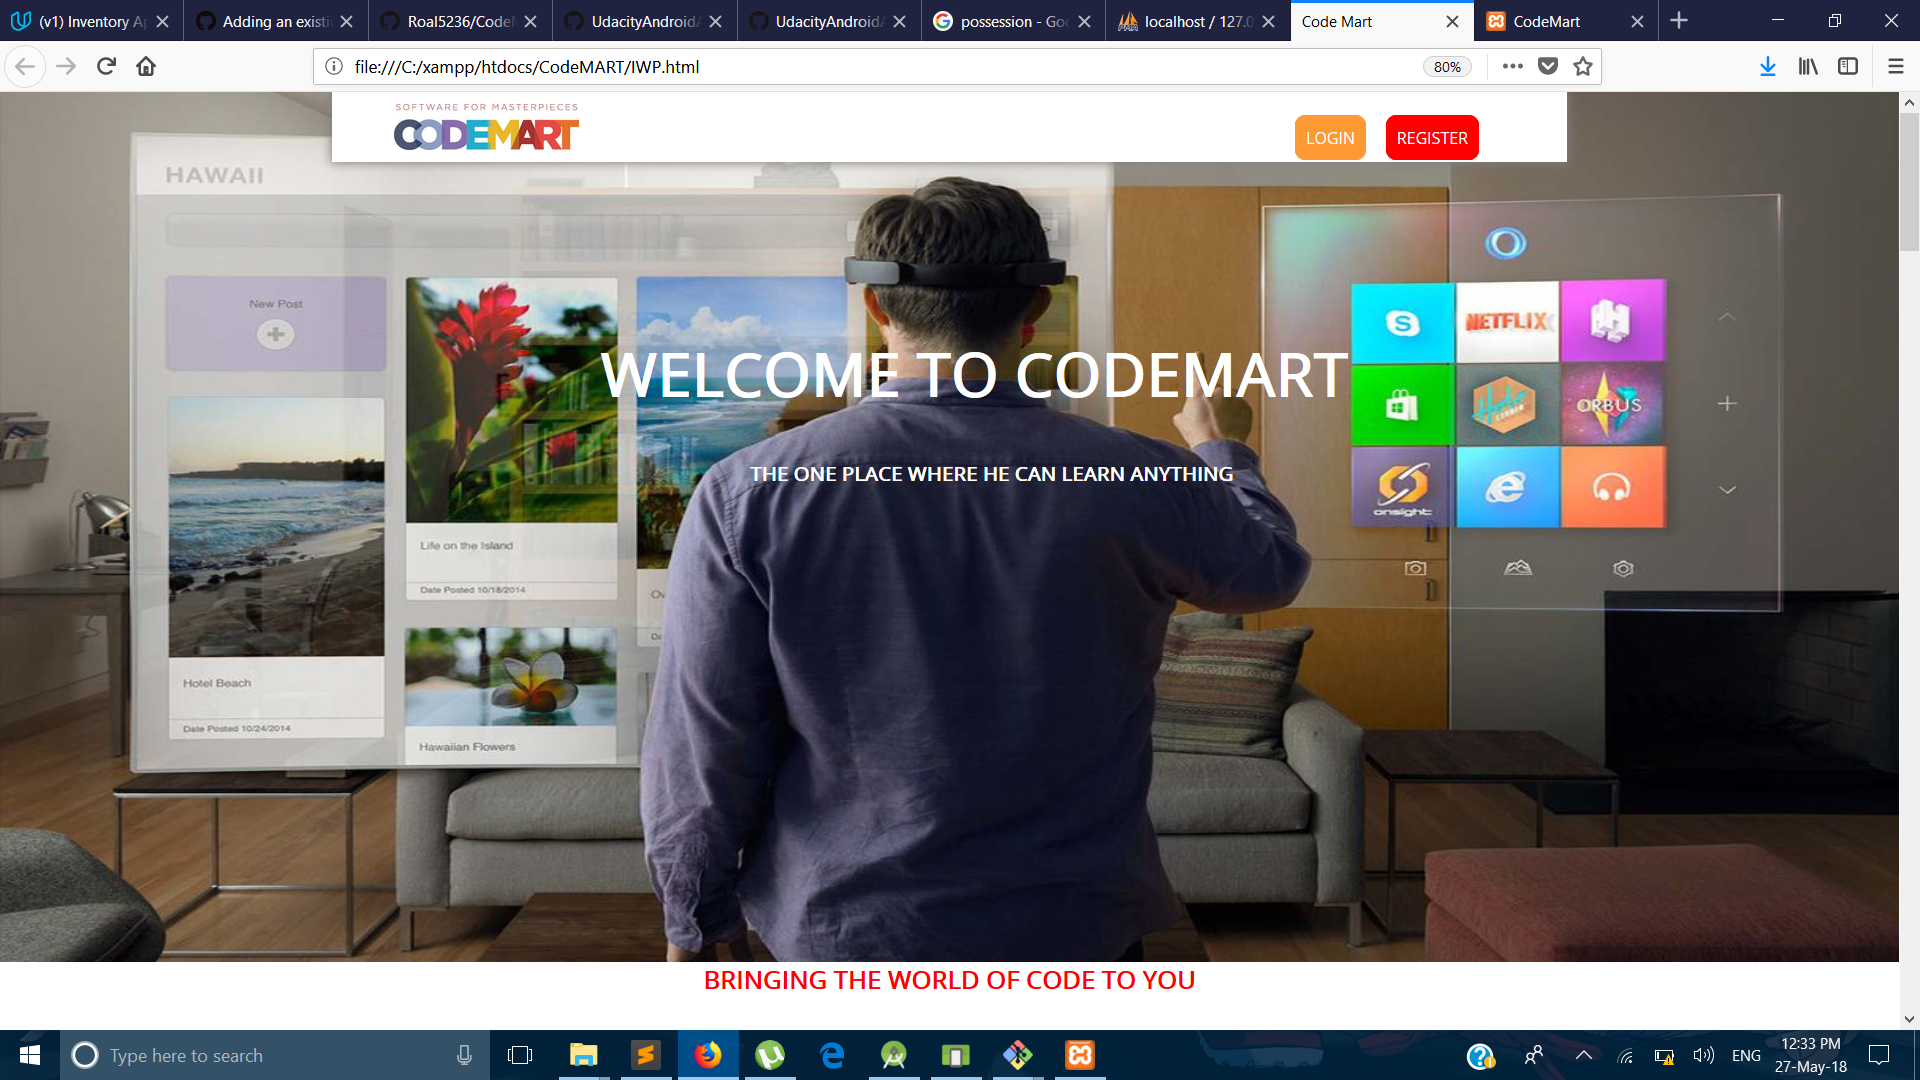 (v1) Inventory Ap
Adding an existi
Roal5236/Code
UdacityAndroid
UdacityAndroid
possession - Goo
localhost / 127.0
Code Mart
CodeMart
file:///C:/xampp/htdocs/CodeMART/IWP.html
80%
SOFTWARE FOR MASTERPIECES
CODEMART
LOGIN
REGISTER
HAWAII
New Post
NETFLIX
WELCOME TO CODEMART
ORBUS
THE ONE PLACE WHERE HE CAN LEARN ANYTHING
onsight
Life on the Island
Date Posted 10/18/2014
Hotel Beach
Date Posted 10/24/2014
Hawaiian Flowers
BRINGING THE WORLD OF CODE TO YOU
Type here to search
ENG
12:33 PM
27-May-18